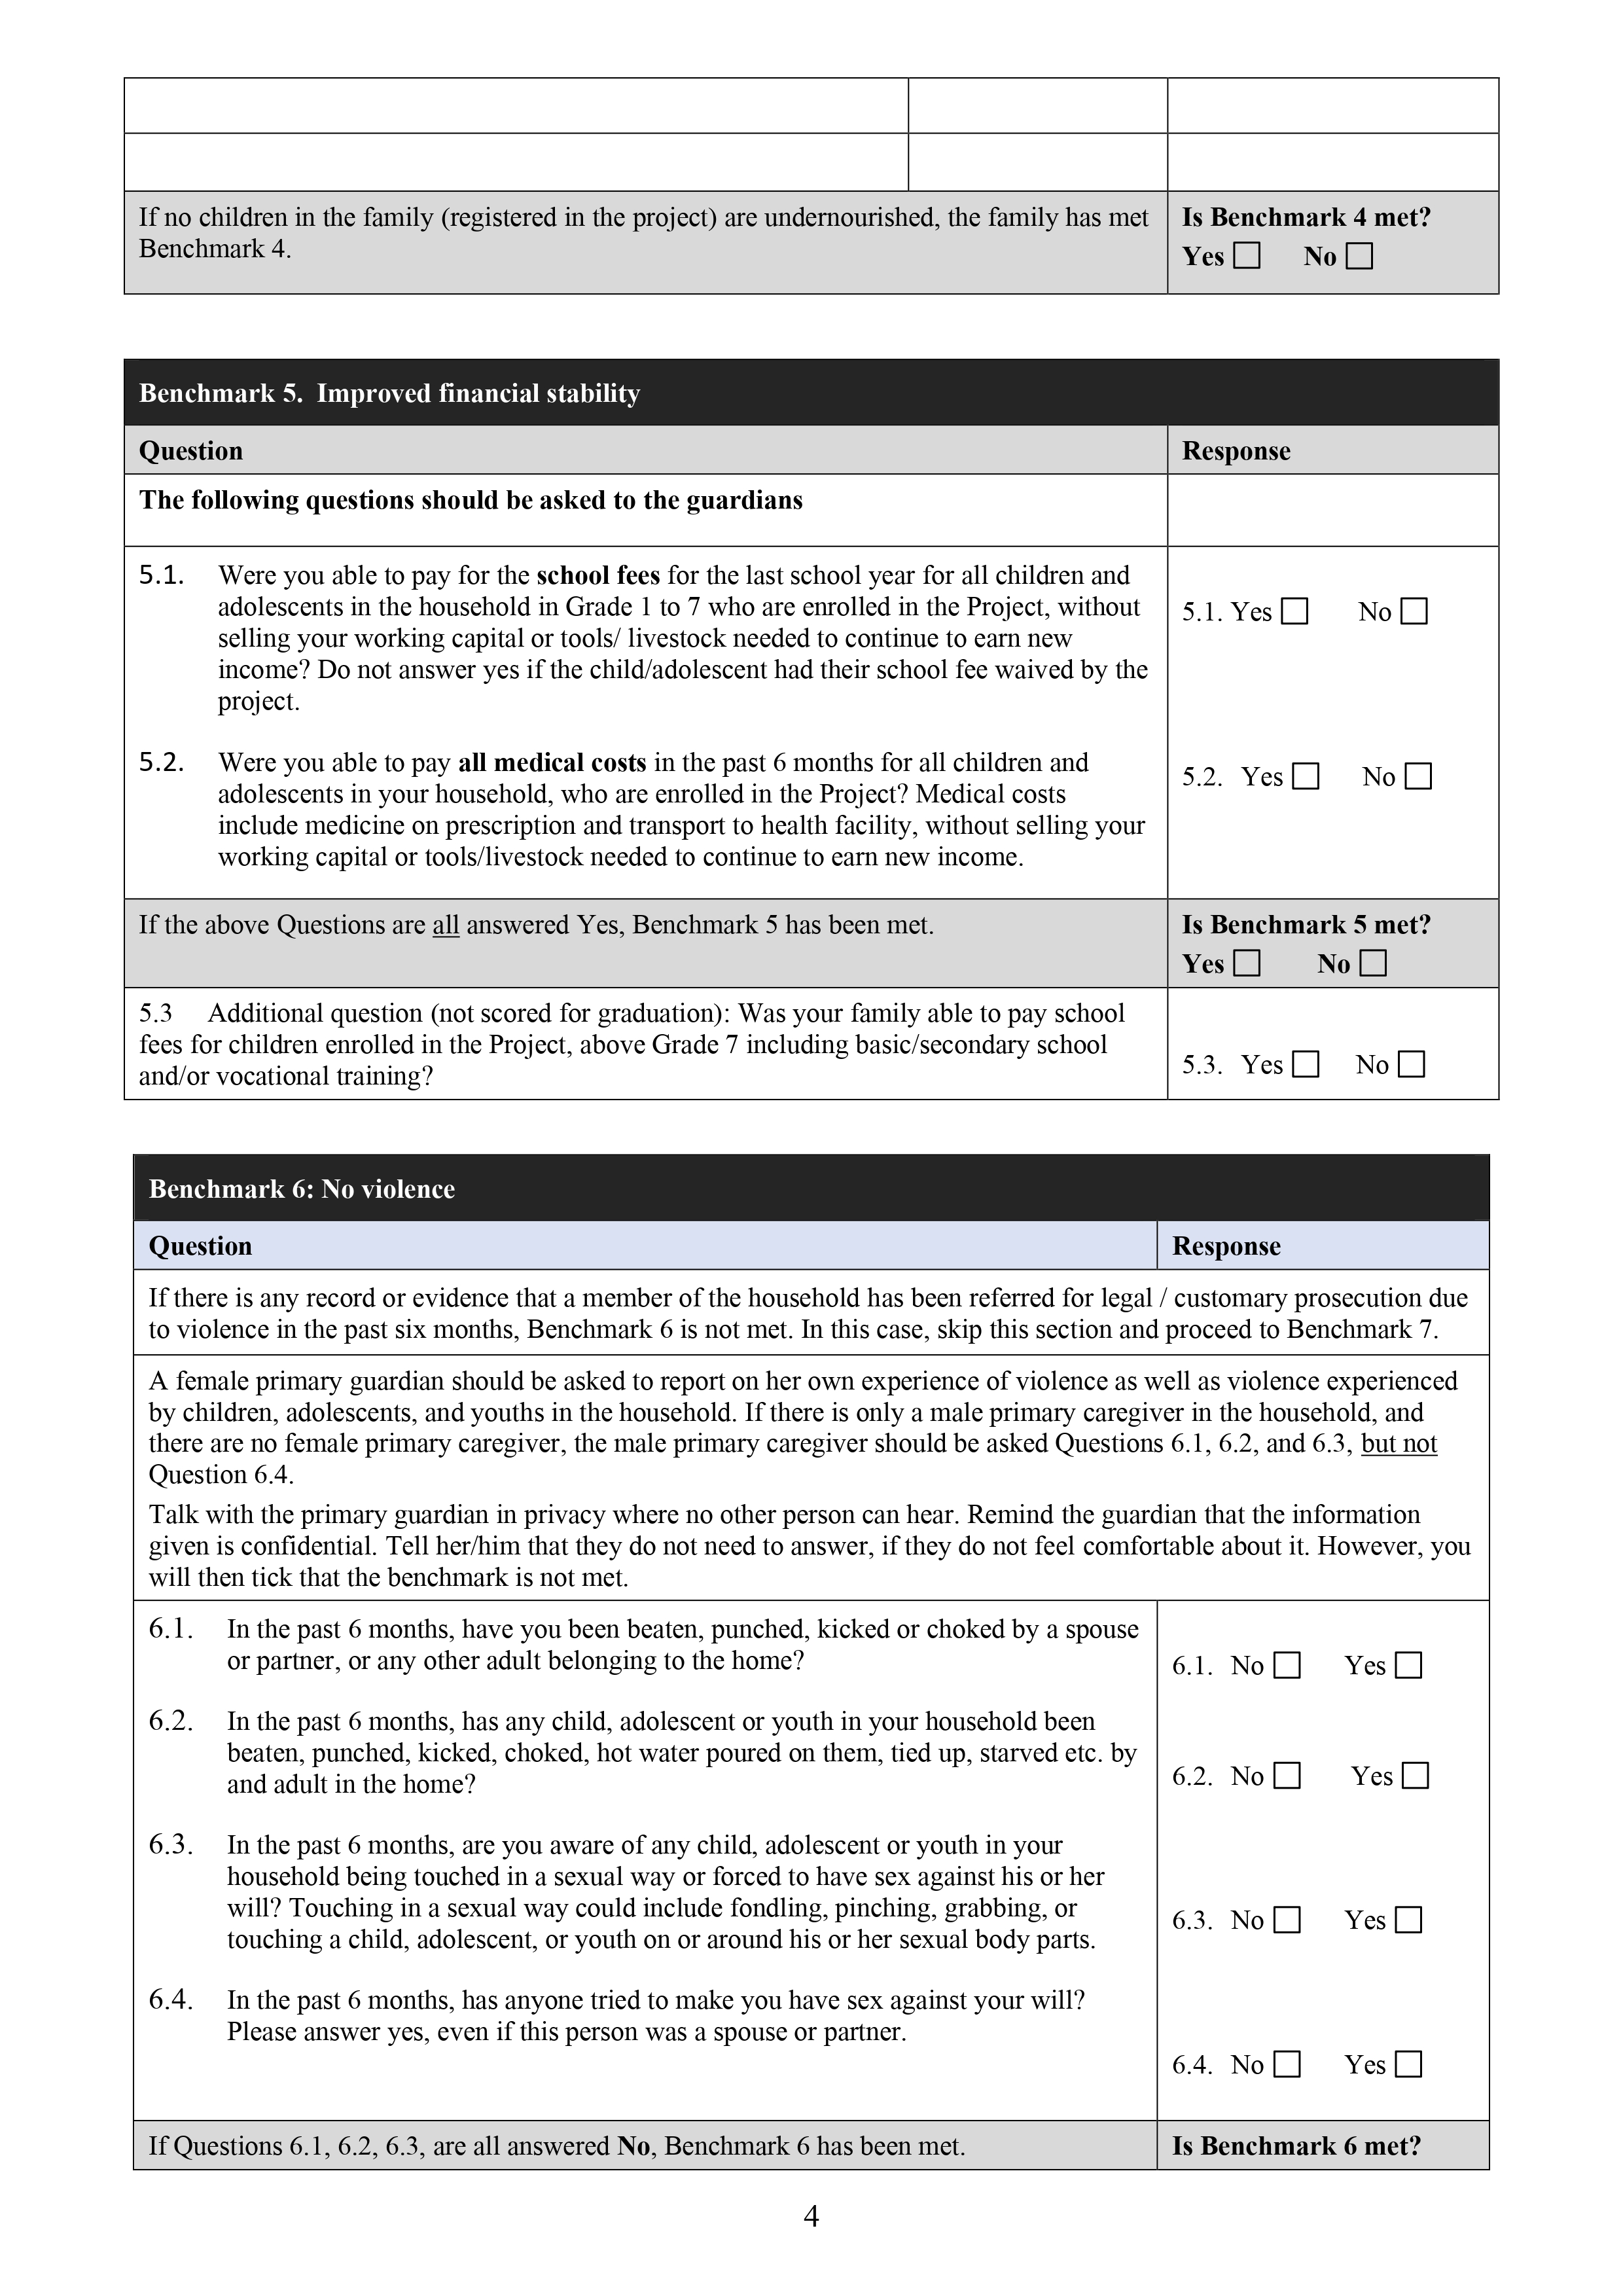 If no children in the family (registered in the project) are undernourished, the family has met
Benchmark 4.
Is Benchmark 4 met?
Yes ☐ No ☐
Benchmark 5.  Improved financial stability
Question
Response
The following questions should be asked to the guardians
5.1. Were you able to pay for the school fees for the last school year for all children and
adolescents in the household in Grade 1 to 7 who are enrolled in the Project, without
selling your working capital or tools/ livestock needed to continue to earn new
income? Do not answer yes if the child/adolescent had their school fee waived by the
project.
5.1. Yes ☐ No ☐
5.2. Were you able to pay all medical costs in the past 6 months for all children and
adolescents in your household, who are enrolled in the Project? Medical costs
include medicine on prescription and transport to health facility, without selling your
working capital or tools/livestock needed to continue to earn new income.
5.2. Yes ☐ No ☐
If the above Questions are all answered Yes, Benchmark 5 has been met.
Is Benchmark 5 met?
Yes ☐ No ☐
5.3 Additional question (not scored for graduation): Was your family able to pay school
fees for children enrolled in the Project, above Grade 7 including basic/secondary school
and/or vocational training?
5.3. Yes ☐ No ☐
Benchmark 6: No violence
Question
Response
If there is any record or evidence that a member of the household has been referred for legal / customary prosecution due
to violence in the past six months, Benchmark 6 is not met. In this case, skip this section and proceed to Benchmark 7.
A female primary guardian should be asked to report on her own experience of violence as well as violence experienced
by children, adolescents, and youths in the household. If there is only a male primary caregiver in the household, and
there are no female primary caregiver, the male primary caregiver should be asked Questions 6.1, 6.2, and 6.3, but not
Question 6.4.
Talk with the primary guardian in privacy where no other person can hear. Remind the guardian that the information
given is confidential. Tell her/him that they do not need to answer, if they do not feel comfortable about it. However, you
will then tick that the benchmark is not met.
6.1. In the past 6 months, have you been beaten, punched, kicked or choked by a spouse
or partner, or any other adult belonging to the home?
6.1. No ☐ Yes ☐
6.2. In the past 6 months, has any child, adolescent or youth in your household been
beaten, punched, kicked, choked, hot water poured on them, tied up, starved etc. by
and adult in the home?
6.2. No ☐ Yes ☐
6.3. In the past 6 months, are you aware of any child, adolescent or youth in your
household being touched in a sexual way or forced to have sex against his or her
will? Touching in a sexual way could include fondling, pinching, grabbing, or
touching a child, adolescent, or youth on or around his or her sexual body parts.
6.3. No ☐ Yes ☐
6.4. In the past 6 months, has anyone tried to make you have sex against your will?
Please answer yes, even if this person was a spouse or partner.
6.4. No ☐ Yes ☐
If Questions 6.1, 6.2, 6.3, are all answered No, Benchmark 6 has been met.
Is Benchmark 6 met?
4